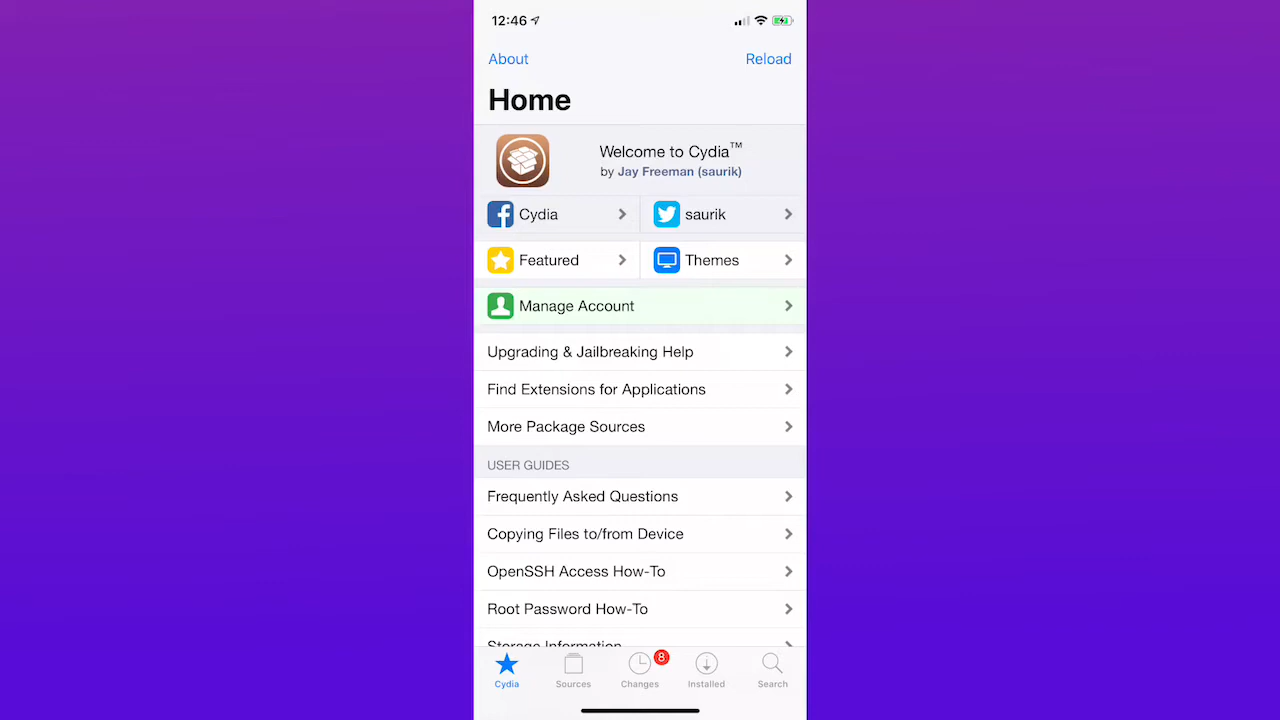 12:46
About
Reload
Home
Welcome to Cydia™
by Jay Freeman (saurik)
Cydia
saurik
Featured
Themes
Manage Account
Upgrading & Jailbreaking Help
Find Extensions for Applications
More Package Sources
USER GUIDES
Frequently Asked Questions
Copying Files to/from Device
OpenSSH Access How-To
Root Password How-To
Storage Information
8
Cydia
Sources
Changes
Installed
Search